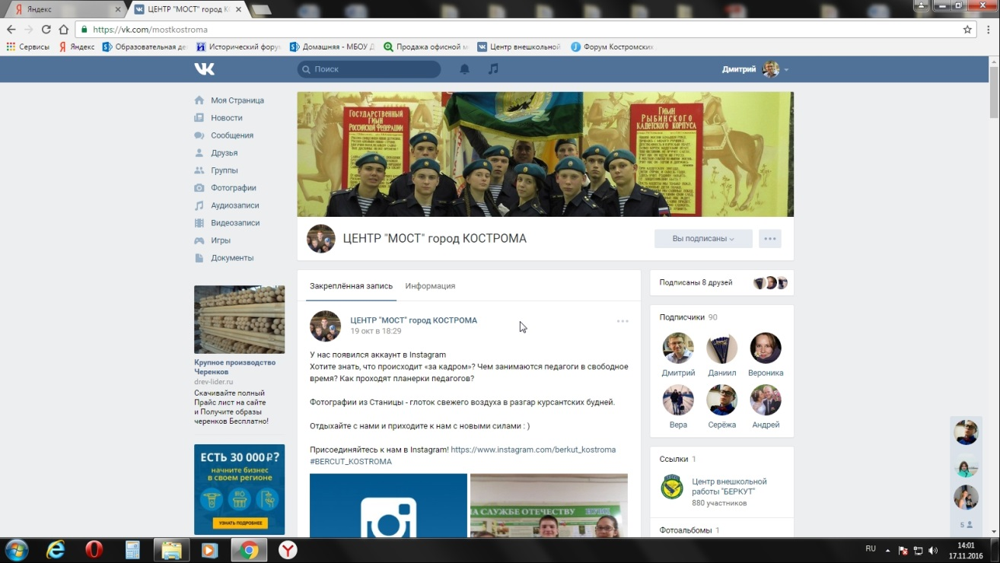 Яндекс
ЦЕНТР "МОСТ" город К
https://vk.com/mostkostroma
Сервисы
Яндекс
Образовательная де
Исторический форум
Домашняя - МБОУ Д
Продажа офисной м
Центр внешкольной
Форум Костромских
Поиск
Дмитрий
Моя Страница
Новости
Сообщения
Друзья
Группы
Фотографии
Аудиозаписи
Видеозаписи
Игры
Документы
ГОСУДАРСТВЕННЫЙ
ГИМН
РОССИЙСКОЙ ФЕДЕРАЦИИ
ГИМН
РЫБИНСКОГО
КАДЕТСКОГО КОРПУСА
ЦЕНТР "МОСТ" город КОСТРОМА
Вы подписаны
Закреплённая запись
Информация
ЦЕНТР "МОСТ" город КОСТРОМА
19 окт в 18:29
У нас появился аккаунт в Instagram
Хотите знать, что происходит «за кадром»? Чем занимаются педагоги в свободное
время? Как проходят планерки педагогов?
Фотографии из Станицы - глоток свежего воздуха в разгар курсантских будней.
Отдыхайте с нами и приходите к нам с новыми силами : )
Присоединяйтесь к нам в Instagram! https://www.instagram.com/berkut_kostroma
#BERCUT_KOSTROMA
НА СЛУЖБЕ ОТЕЧЕСТВУ
Подписаны 8 друзей
Подписчики 90
Дмитрий
Даниил
Вероника
Вера
Серёжа
Андрей
Ссылки 1
Центр внешкольной
работы "БЕРКУТ"
880 участников
Фотоальбомы 1
Крупное производство
Черенков
drev-lider.ru
Скачивайте полный
Прайс лист на сайте
и Получите образы
черенков Бесплатно!
ЕСТЬ 30 000 ₽?
начните бизнес
в своем регионе
УЗНАТЬ ПОДРОБНЕЕ
5
RU
14:01
17.11.2016